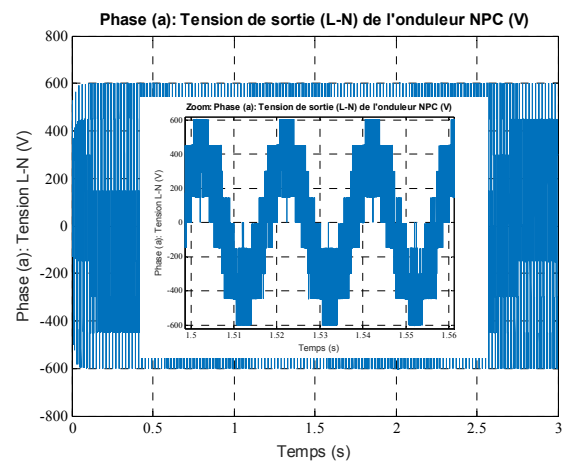 Phase (a): Tension de sortie (L-N) de l'onduleur NPC (V)
800
600
400
200
0
-200
-400
-600
-800
Phase (a): Tension L-N (V)
Zoom: Phase (a): Tension de sortie (L-N) de l'onduleur NPC (V)
600
400
200
0
-200
-400
-600
Phase (a): Tension L-N (V)
1.5 1.51 1.52 1.53 1.54 1.55 1.56
Temps (s)
0 0.5 1 1.5 2 2.5 3
Temps (s)